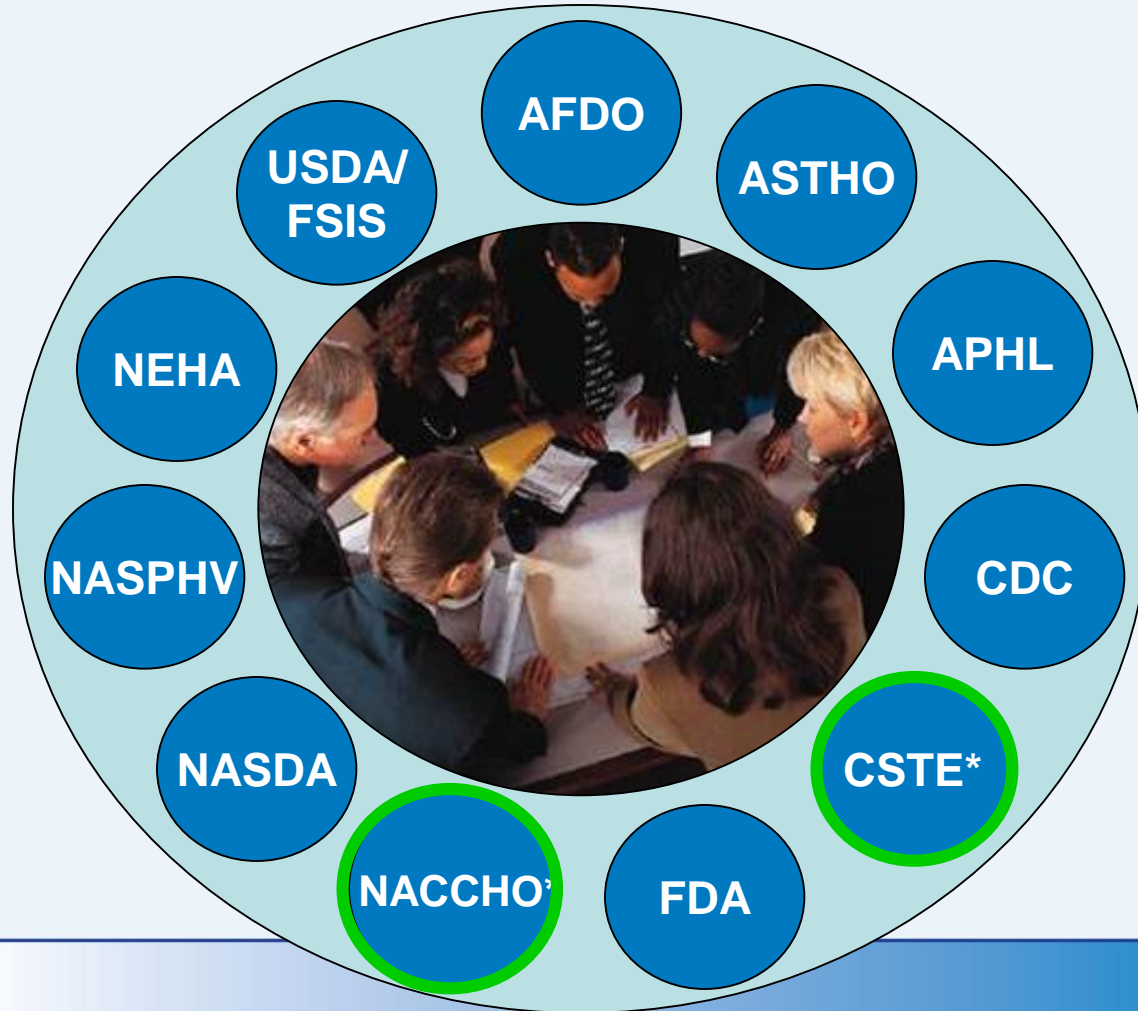 AFDO
USDA/
FSIS
ASTHO
APHL
NEHA
NASPHV
CDC
NASDA
CSTE*
NACCHO*
FDA